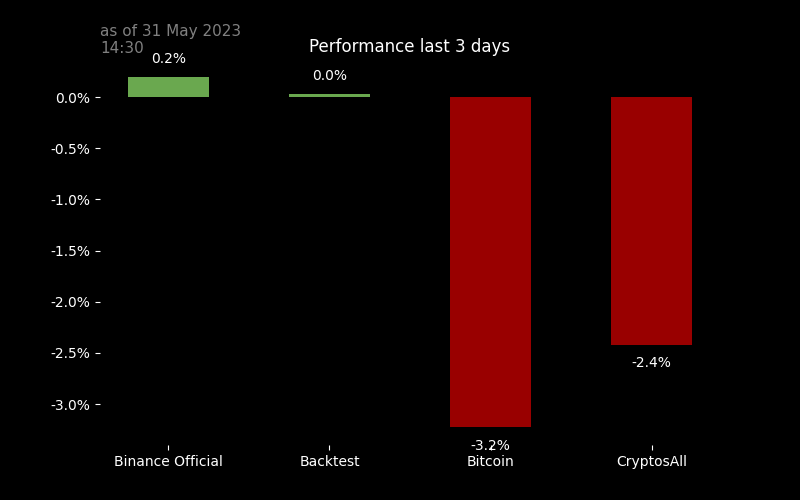 as of 31 May 2023
14:30
Performance last 3 days
0.2%
0.0%
0.0%
-0.5%
-1.0%
-1.5%
-2.0%
-2.5%
-3.0%
-2.4%
-3.2%
Binance Official
Backtest
Bitcoin
CryptosAll